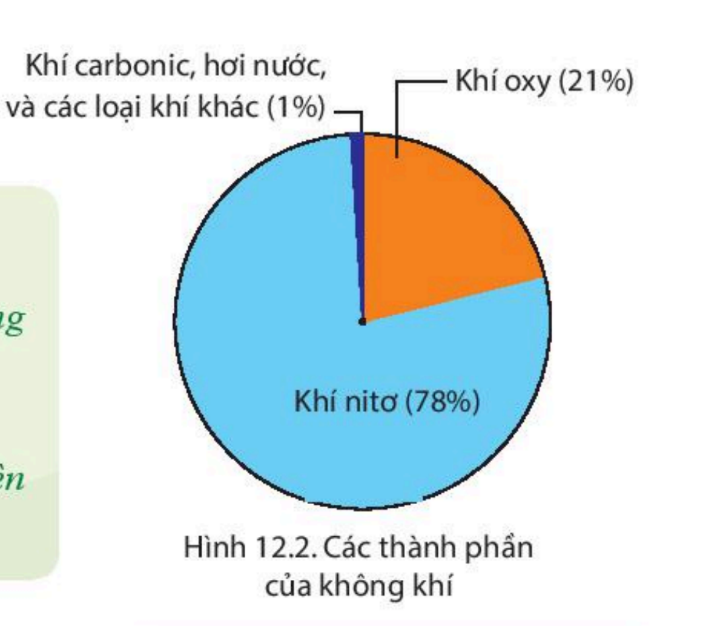 Khí carbonic, hơi nước,
và các loại khí khác (1%)
Khí oxy (21%)
Khí nitơ (78%)
Hình 12.2. Các thành phần
của không khí